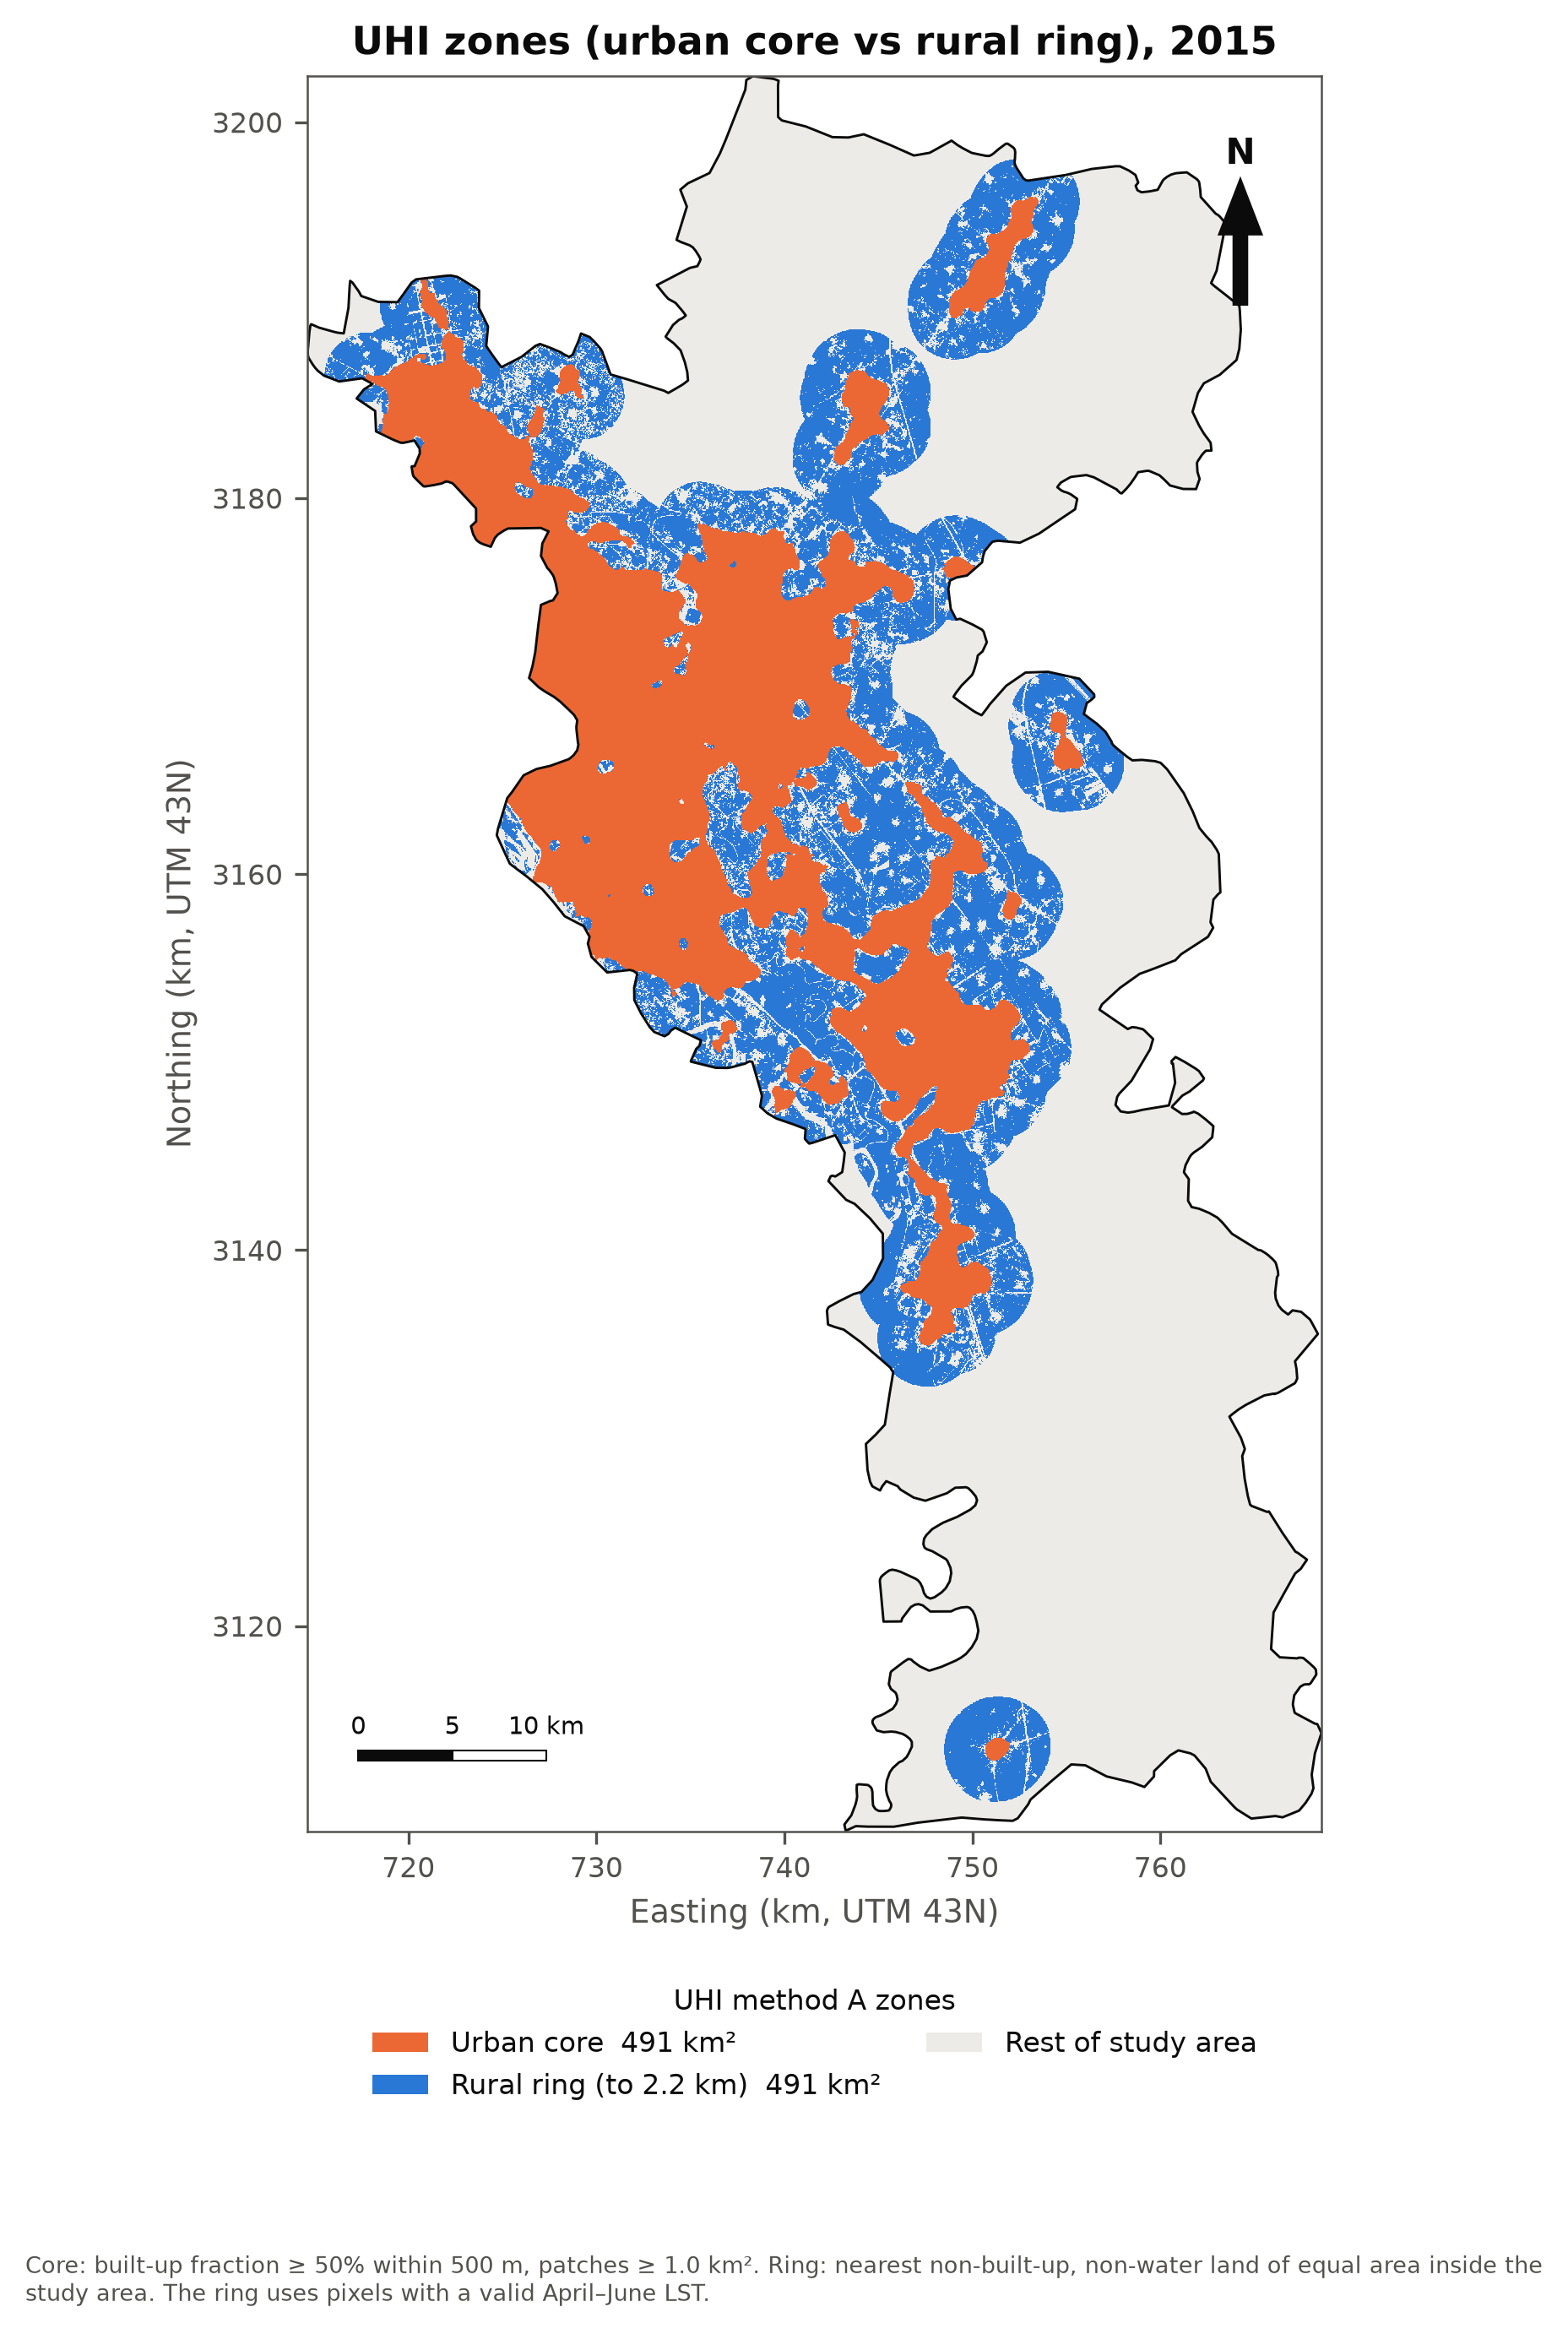 UHI zones (urban core vs rural ring), 2015
N
3200
3180
3160
3140
3120
Northing (km, UTM 43N)
0 5 10 km
720 730 740 750 760
Easting (km, UTM 43N)
UHI method A zones
Urban core 491 km²
Rural ring (to 2.2 km) 491 km²
Rest of study area
Core: built-up fraction ≥ 50% within 500 m, patches ≥ 1.0 km². Ring: nearest non-built-up, non-water land of equal area inside the
study area. The ring uses pixels with a valid April–June LST.